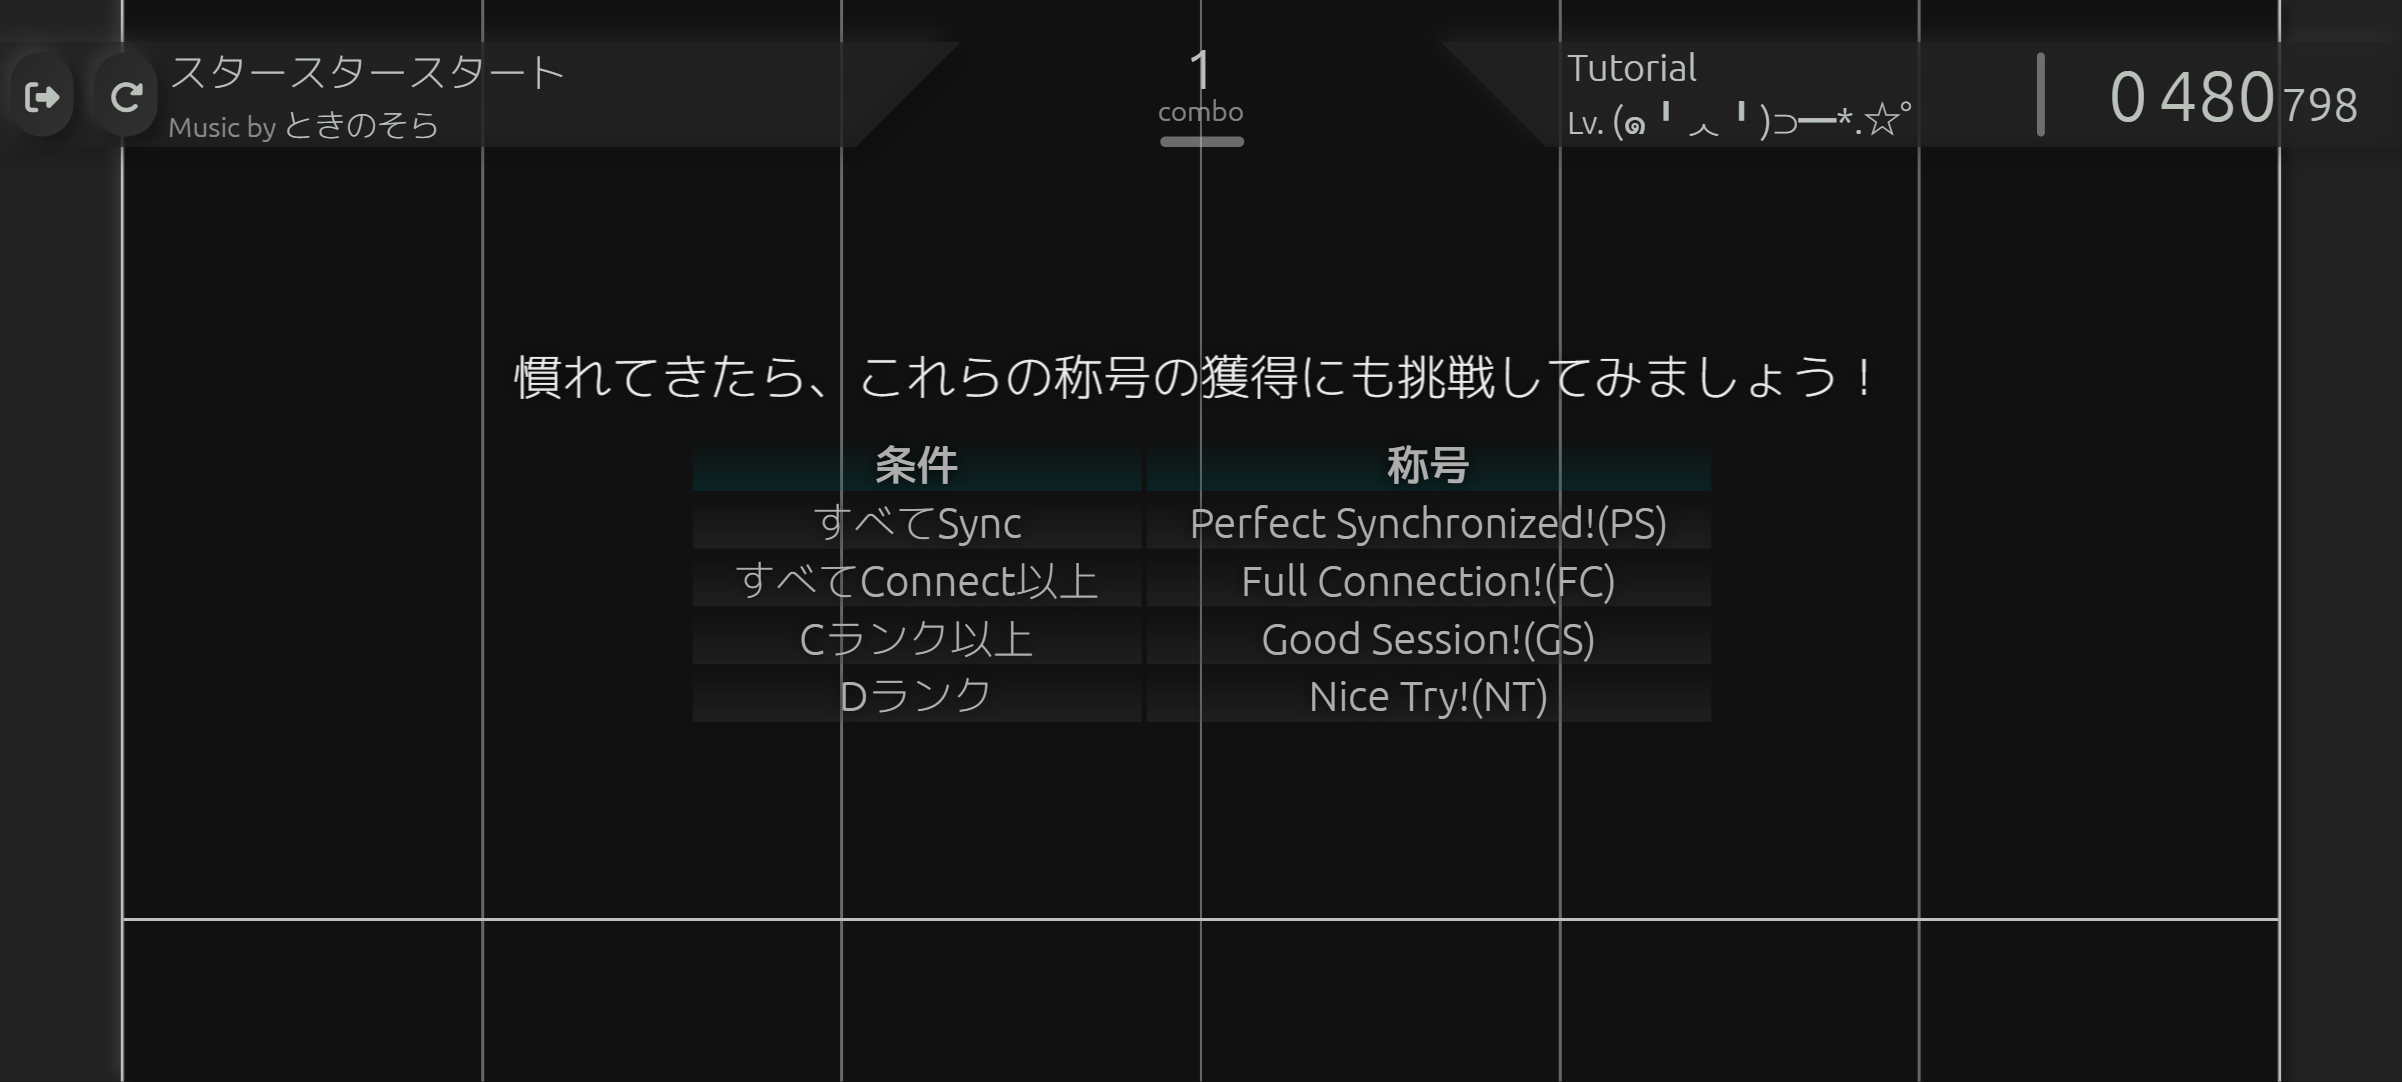 スタースタースタート
Music by ときのそら
1
combo
Tutorial
Lv. (๑╹ㅅ╹)⊃━*.☆°
0 480798
慣れてきたら、これらの称号の獲得にも挑戦してみましょう！
条件 称号
すべてSync Perfect Synchronized!(PS)
すべてConnect以上 Full Connection!(FC)
Cランク以上 Good Session!(GS)
Dランク Nice Try!(NT)